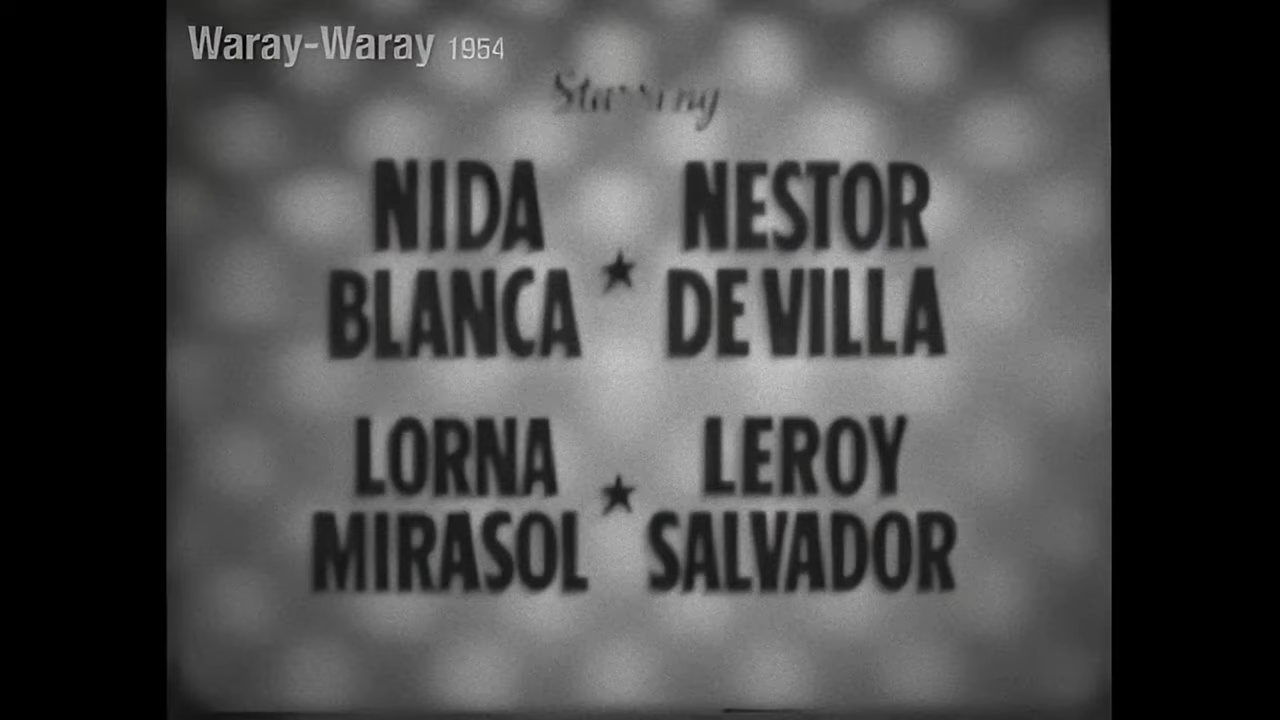 Waray-Waray 1954
Starring
NIDA BLANCA ★ NESTOR DE VILLA
LORNA MIRASOL ★ LEROY SALVADOR